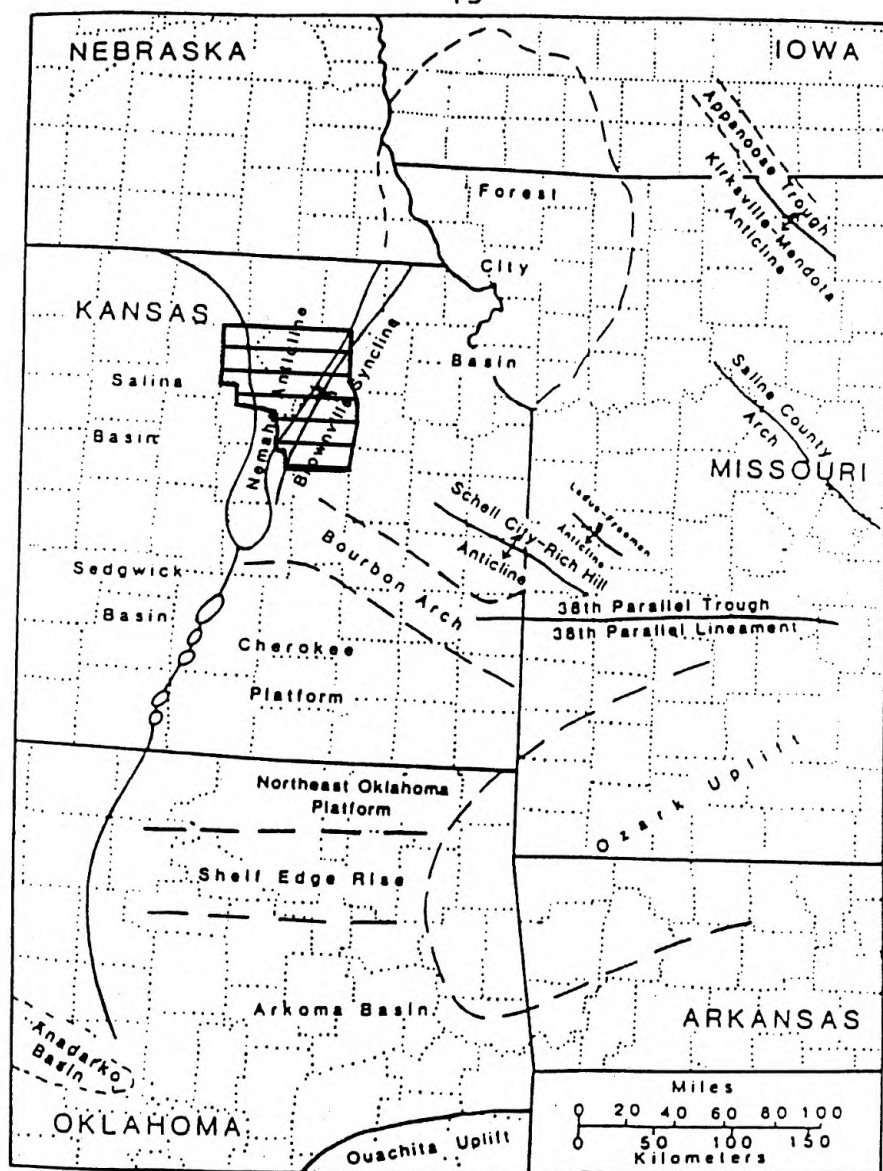 NEBRASKA
IOWA
Appanoose Trough
Kirksville-Mendota
Anticline
Forest
City
Basin
KANSAS
Salina
Basin
Nemaha Anticline
Brownville Syncline
Saline County
Arch
MISSOURI
Schell City-Rich Hill
Anticline
Ladue-Freeman
Anticline
Bourbon Arch
Sedgwick
Basin
38th Parallel Trough
38th Parallel Lineament
Cherokee
Platform
Northeast Oklahoma
Platform
Ozark Uplift
Shelf Edge Rise
Arkoma Basin
ARKANSAS
Anadarko
Basin
OKLAHOMA
Ouachita Uplift
Miles
0 20 40 60 80 100
0 50 100 150
Kilometers